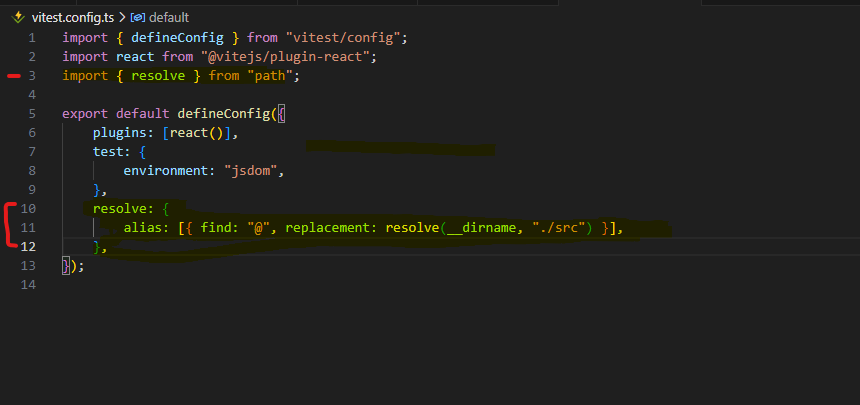 vitest.config.ts > default
1 import { defineConfig } from "vitest/config";
2 import react from "@vitejs/plugin-react";
3 import { resolve } from "path";
4
5 export default defineConfig({
6     plugins: [react()],
7     test: {
8         environment: "jsdom",
9     },
10     resolve: {
11         alias: [{ find: "@", replacement: resolve(__dirname, "./src") }],
12     },
13 });
14